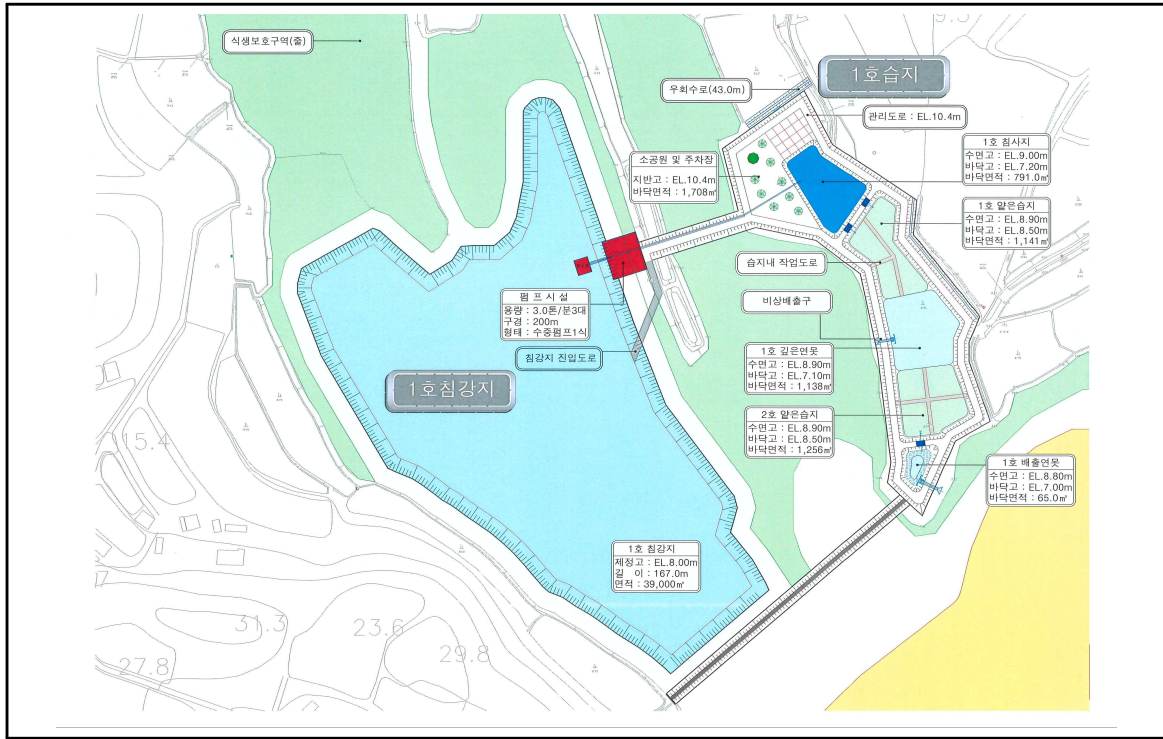 식생보호구역(줄)
1호습지
우회수로(43.0m)
관리도로 : EL.10.4m
소공원 및 주차장
지반고 : EL.10.4m
바닥면적 : 1,708㎡
1호 침사지
수면고 : EL.9.00m
바닥고 : EL.7.20m
바닥면적 : 791.0㎡
1호 얕은습지
수면고 : EL.8.90m
바닥고 : EL.8.50m
바닥면적 : 1,141㎡
습지내 작업도로
비상배출구
펌 프 시 설
용량 : 3.0톤/분3대
구경 : 200m
형태 : 수중펌프1식
침강지 진입도로
1호 깊은연못
수면고 : EL.8.90m
바닥고 : EL.7.10m
바닥면적 : 1,138㎡
1호침강지
2호 얕은습지
수면고 : EL.8.90m
바닥고 : EL.8.50m
바닥면적 : 1,256㎡
1호 배출연못
수면고 : EL.8.80m
바닥고 : EL.7.00m
바닥면적 : 65.0㎡
1호 침강지
제정고 : EL.8.00m
길 이 : 167.0m
면적 : 39,000㎡
15.4
31.3
23.6
27.8
29.8